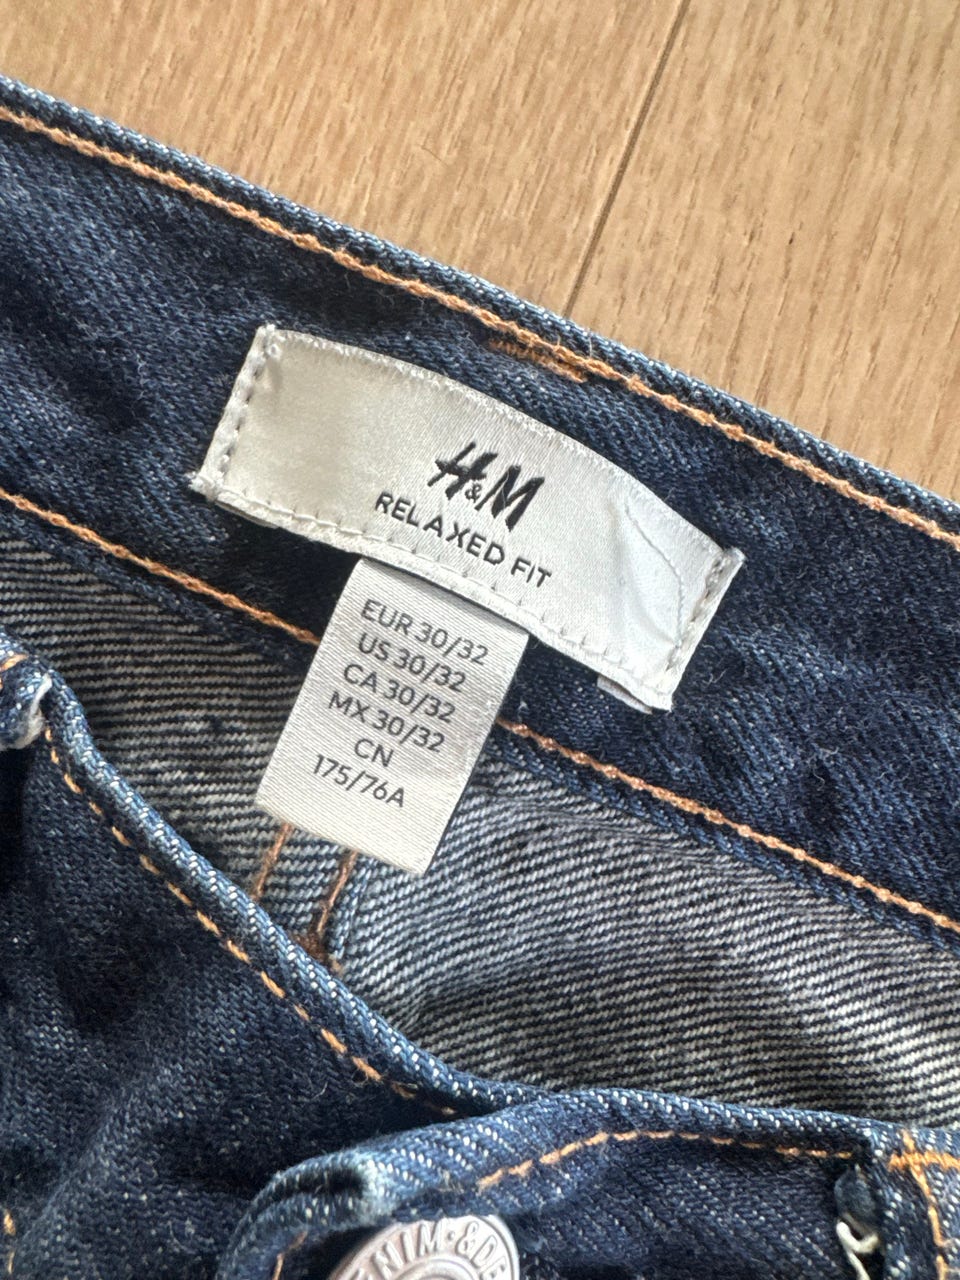 H&M
RELAXED FIT
EUR 30/32
US 30/32
CA 30/32
MX 30/32
CN
175/76A